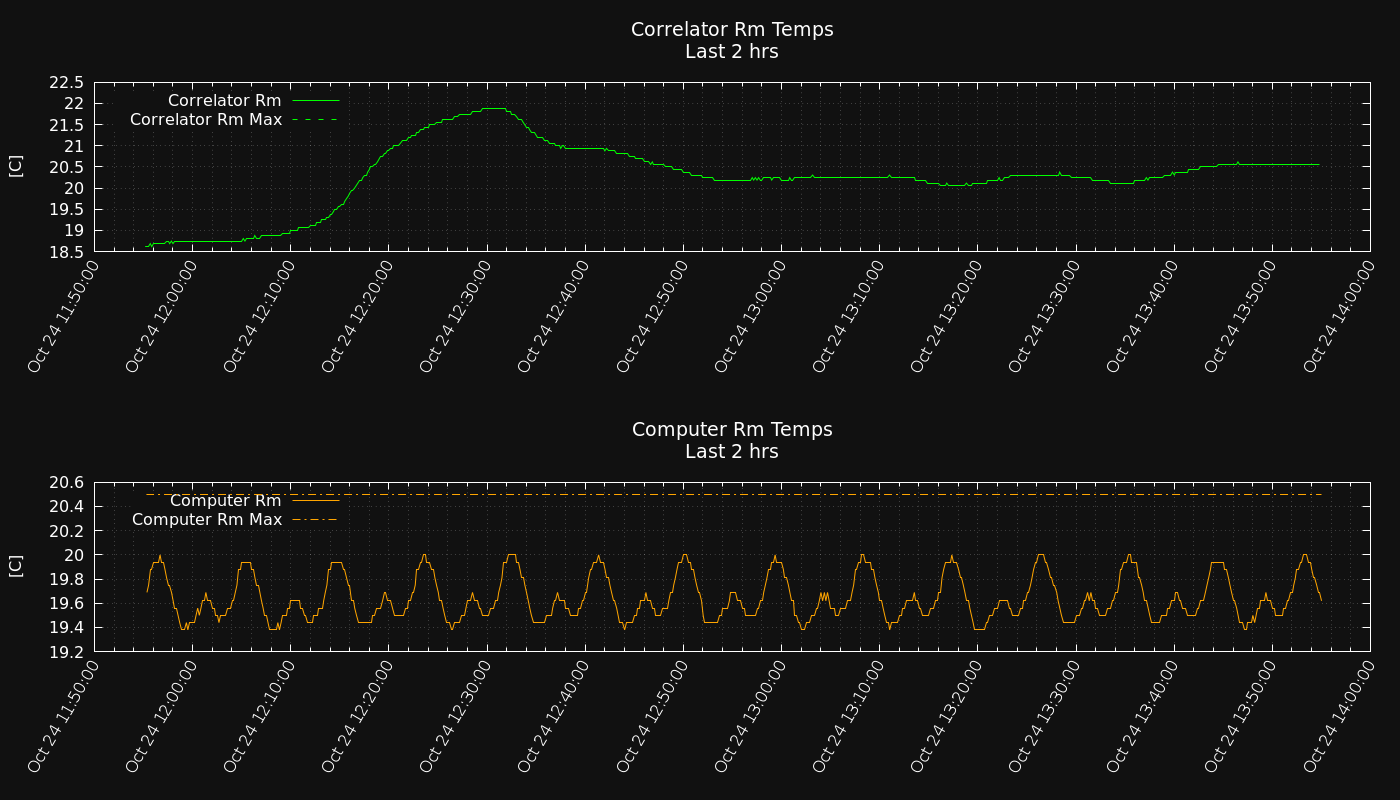 Correlator Rm Temps
Last 2 hrs
22.5
22
21.5
21
20.5
20
19.5
19
18.5
[C]
Correlator Rm
Correlator Rm Max
Oct 24 11:50:00
Oct 24 12:00:00
Oct 24 12:10:00
Oct 24 12:20:00
Oct 24 12:30:00
Oct 24 12:40:00
Oct 24 12:50:00
Oct 24 13:00:00
Oct 24 13:10:00
Oct 24 13:20:00
Oct 24 13:30:00
Oct 24 13:40:00
Oct 24 13:50:00
Oct 24 14:00:00
Computer Rm Temps
Last 2 hrs
20.6
20.4
20.2
20
19.8
19.6
19.4
19.2
[C]
Computer Rm
Computer Rm Max
Oct 24 11:50:00
Oct 24 12:00:00
Oct 24 12:10:00
Oct 24 12:20:00
Oct 24 12:30:00
Oct 24 12:40:00
Oct 24 12:50:00
Oct 24 13:00:00
Oct 24 13:10:00
Oct 24 13:20:00
Oct 24 13:30:00
Oct 24 13:40:00
Oct 24 13:50:00
Oct 24 14:00:00